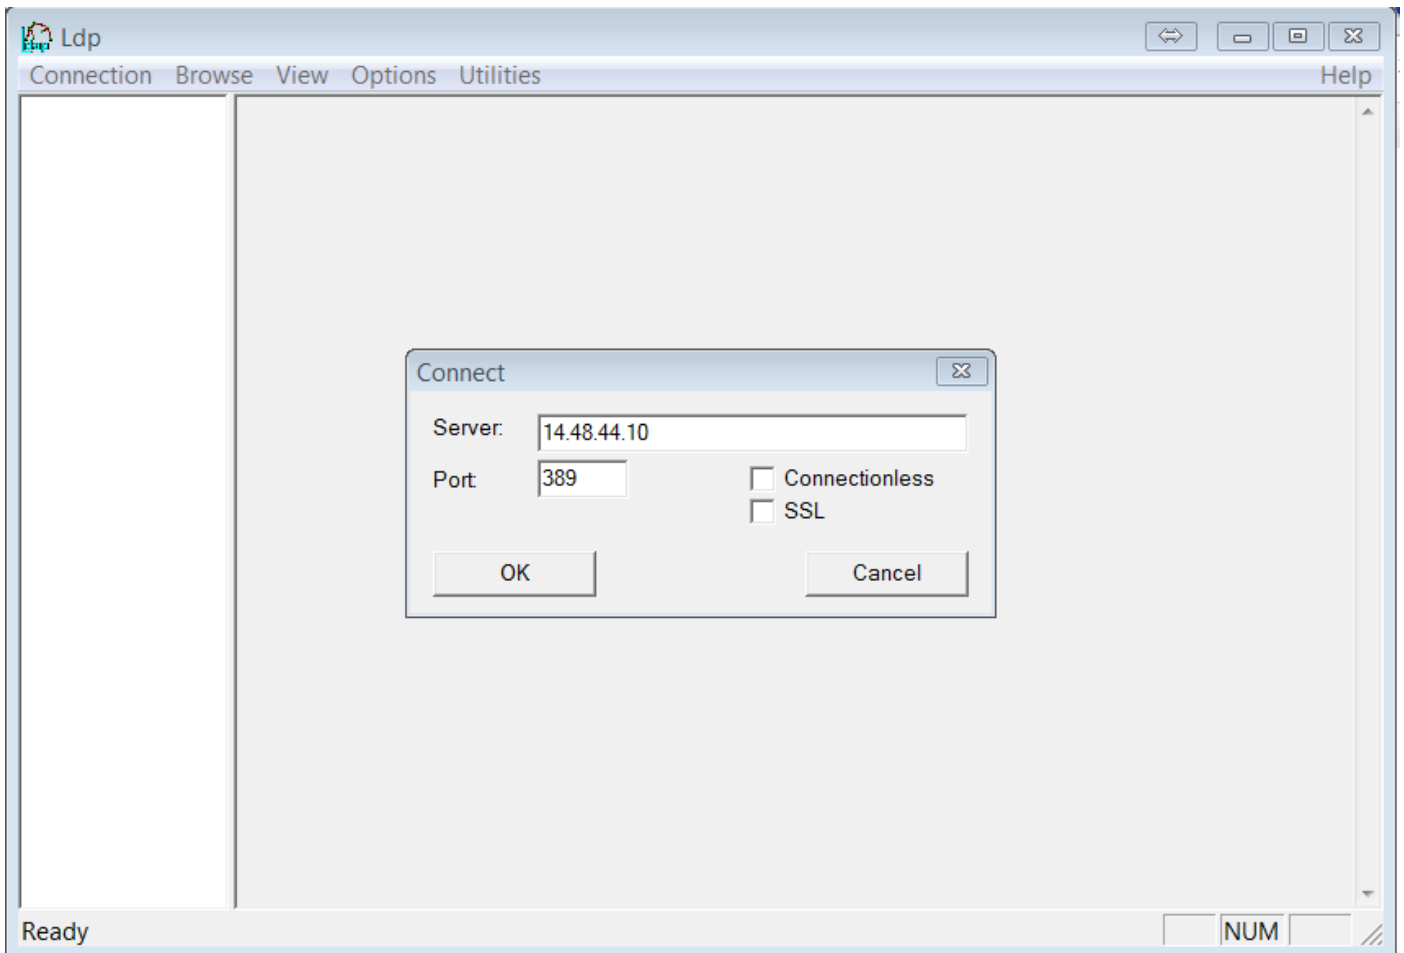 Ldp
Connection Browse View Options Utilities Help
Connect
Server: 14.48.44.10
Port: 389 Connectionless
SSL
OK Cancel
Ready NUM